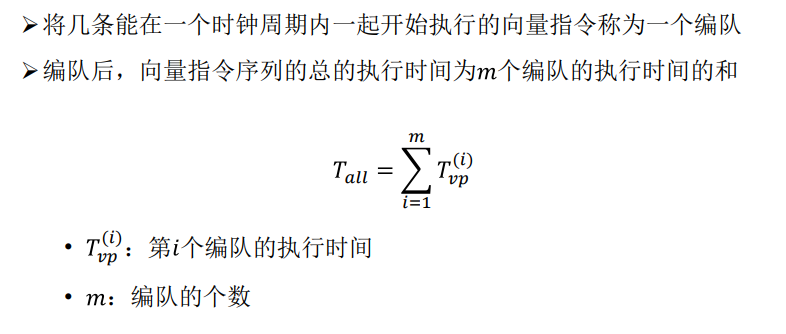 ➢将几条能在一个时钟周期内一起开始执行的向量指令称为一个编队
➢编队后，向量指令序列的总的执行时间为m个编队的执行时间的和
T_{all} = \sum_{i=1}^{m} T_{vp}^{(i)}
• T_{vp}^{(i)}：第i个编队的执行时间
• m：编队的个数